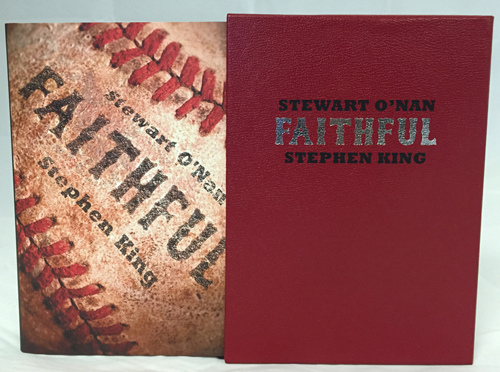 Stewart O'Nan
FAITHFUL
Stephen King
STEWART O'NAN
FAITHFUL
STEPHEN KING